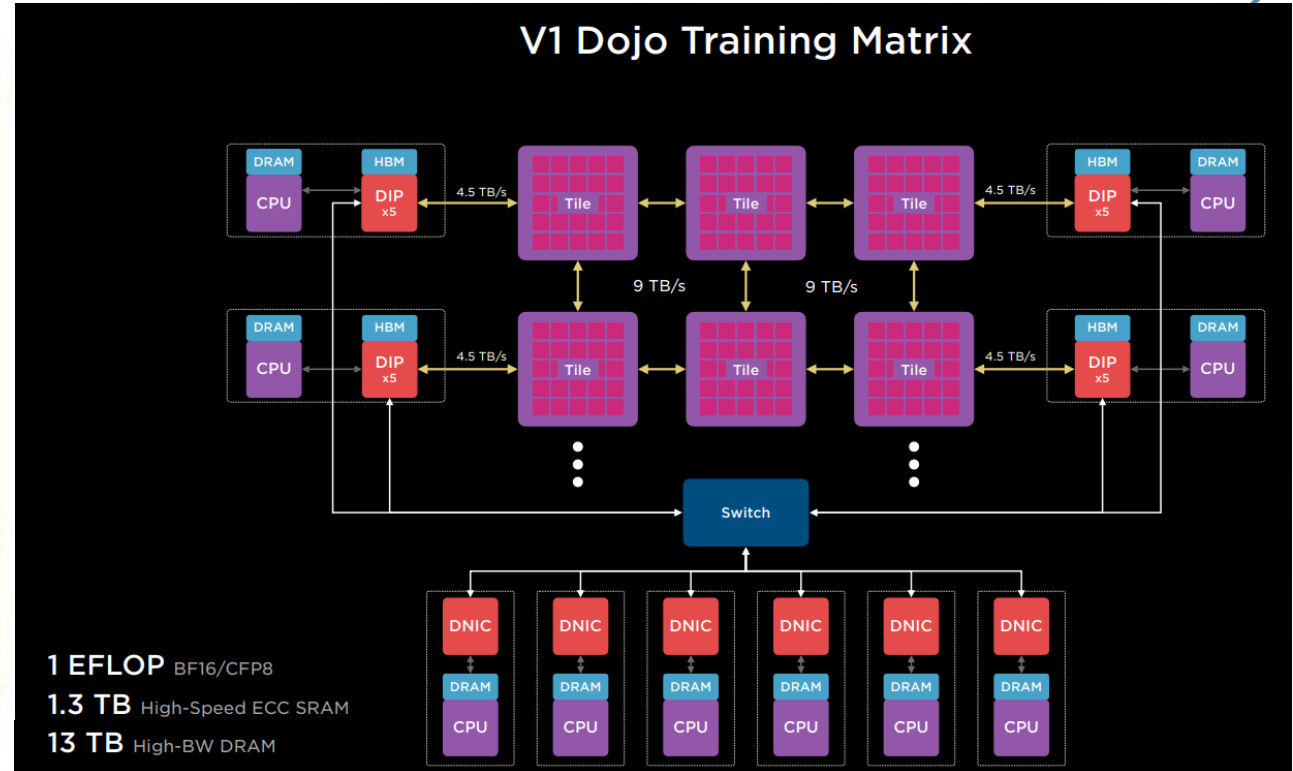 V1 Dojo Training Matrix
DRAM
HBM
HBM
DRAM
CPU
DIP
x5
4.5 TB/s
Tile
Tile
Tile
4.5 TB/s
DIP
x5
CPU
9 TB/s
9 TB/s
DRAM
HBM
HBM
DRAM
CPU
DIP
x5
4.5 TB/s
Tile
Tile
Tile
4.5 TB/s
DIP
x5
CPU
Switch
DNIC
DNIC
DNIC
DNIC
DNIC
DNIC
DRAM
DRAM
DRAM
DRAM
DRAM
DRAM
CPU
CPU
CPU
CPU
CPU
CPU
1 EFLOP BF16/CFP8
1.3 TB High-Speed ECC SRAM
13 TB High-BW DRAM